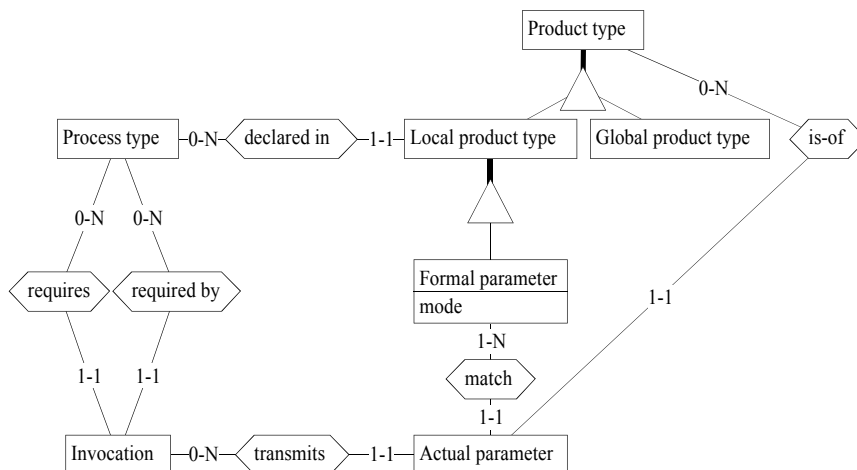 Product type
0-N
Process type
0-N
declared in
1-1
Local product type
Global product type
is-of
0-N
0-N
requires
required by
Formal parameter
mode
1-1
1-N
match
1-1
1-1
1-1
Invocation
0-N
transmits
1-1
Actual parameter